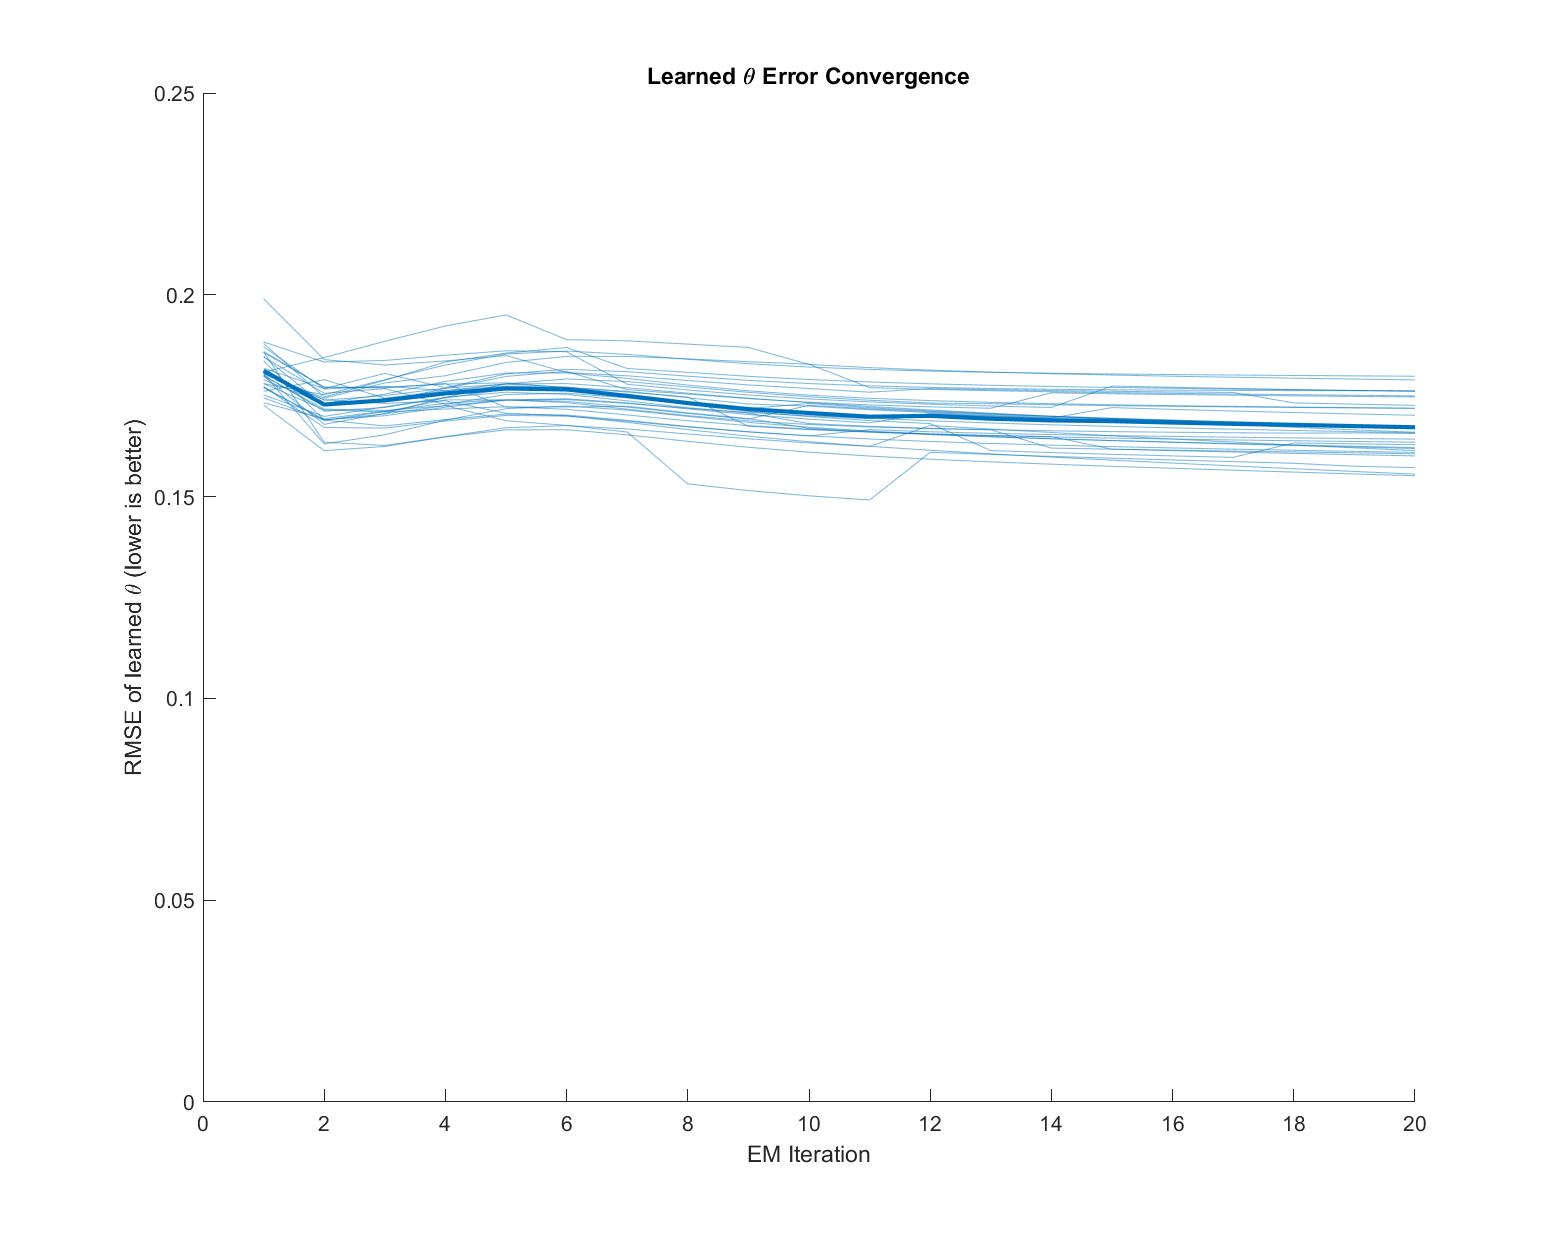 Learned θ Error Convergence
0.25
0.2
0.15
0.1
0.05
0
RMSE of learned θ (lower is better)
0 2 4 6 8 10 12 14 16 18 20
EM Iteration